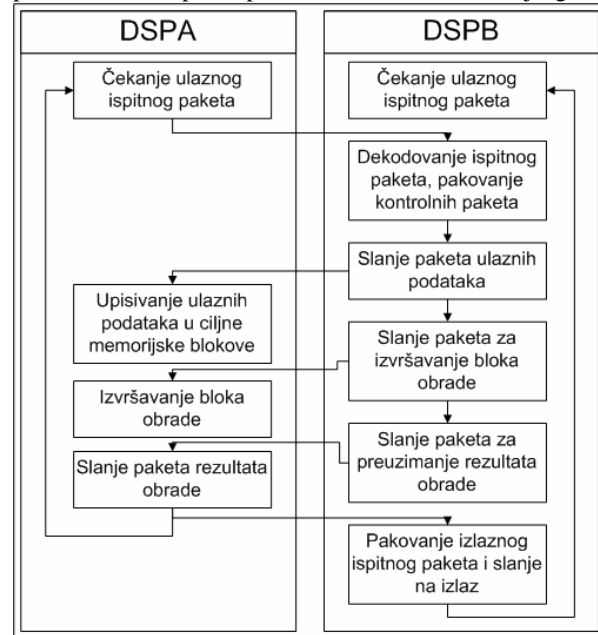 DSPA
DSPB
Čekanje ulaznog
ispitnog paketa
Čekanje ulaznog
ispitnog paketa
Dekodovanje ispitnog
paketa, pakovanje
kontrolnih paketa
Slanje paketa ulaznih
podataka
Upisivanje ulaznih
podataka u ciljne
memorijske blokove
Slanje paketa za
izvršavanje bloka
obrade
Izvršavanje bloka
obrade
Slanje paketa za
preuzimanje rezultata
obrade
Slanje paketa rezultata
obrade
Pakovanje izlaznog
ispitnog paketa i slanje
na izlaz